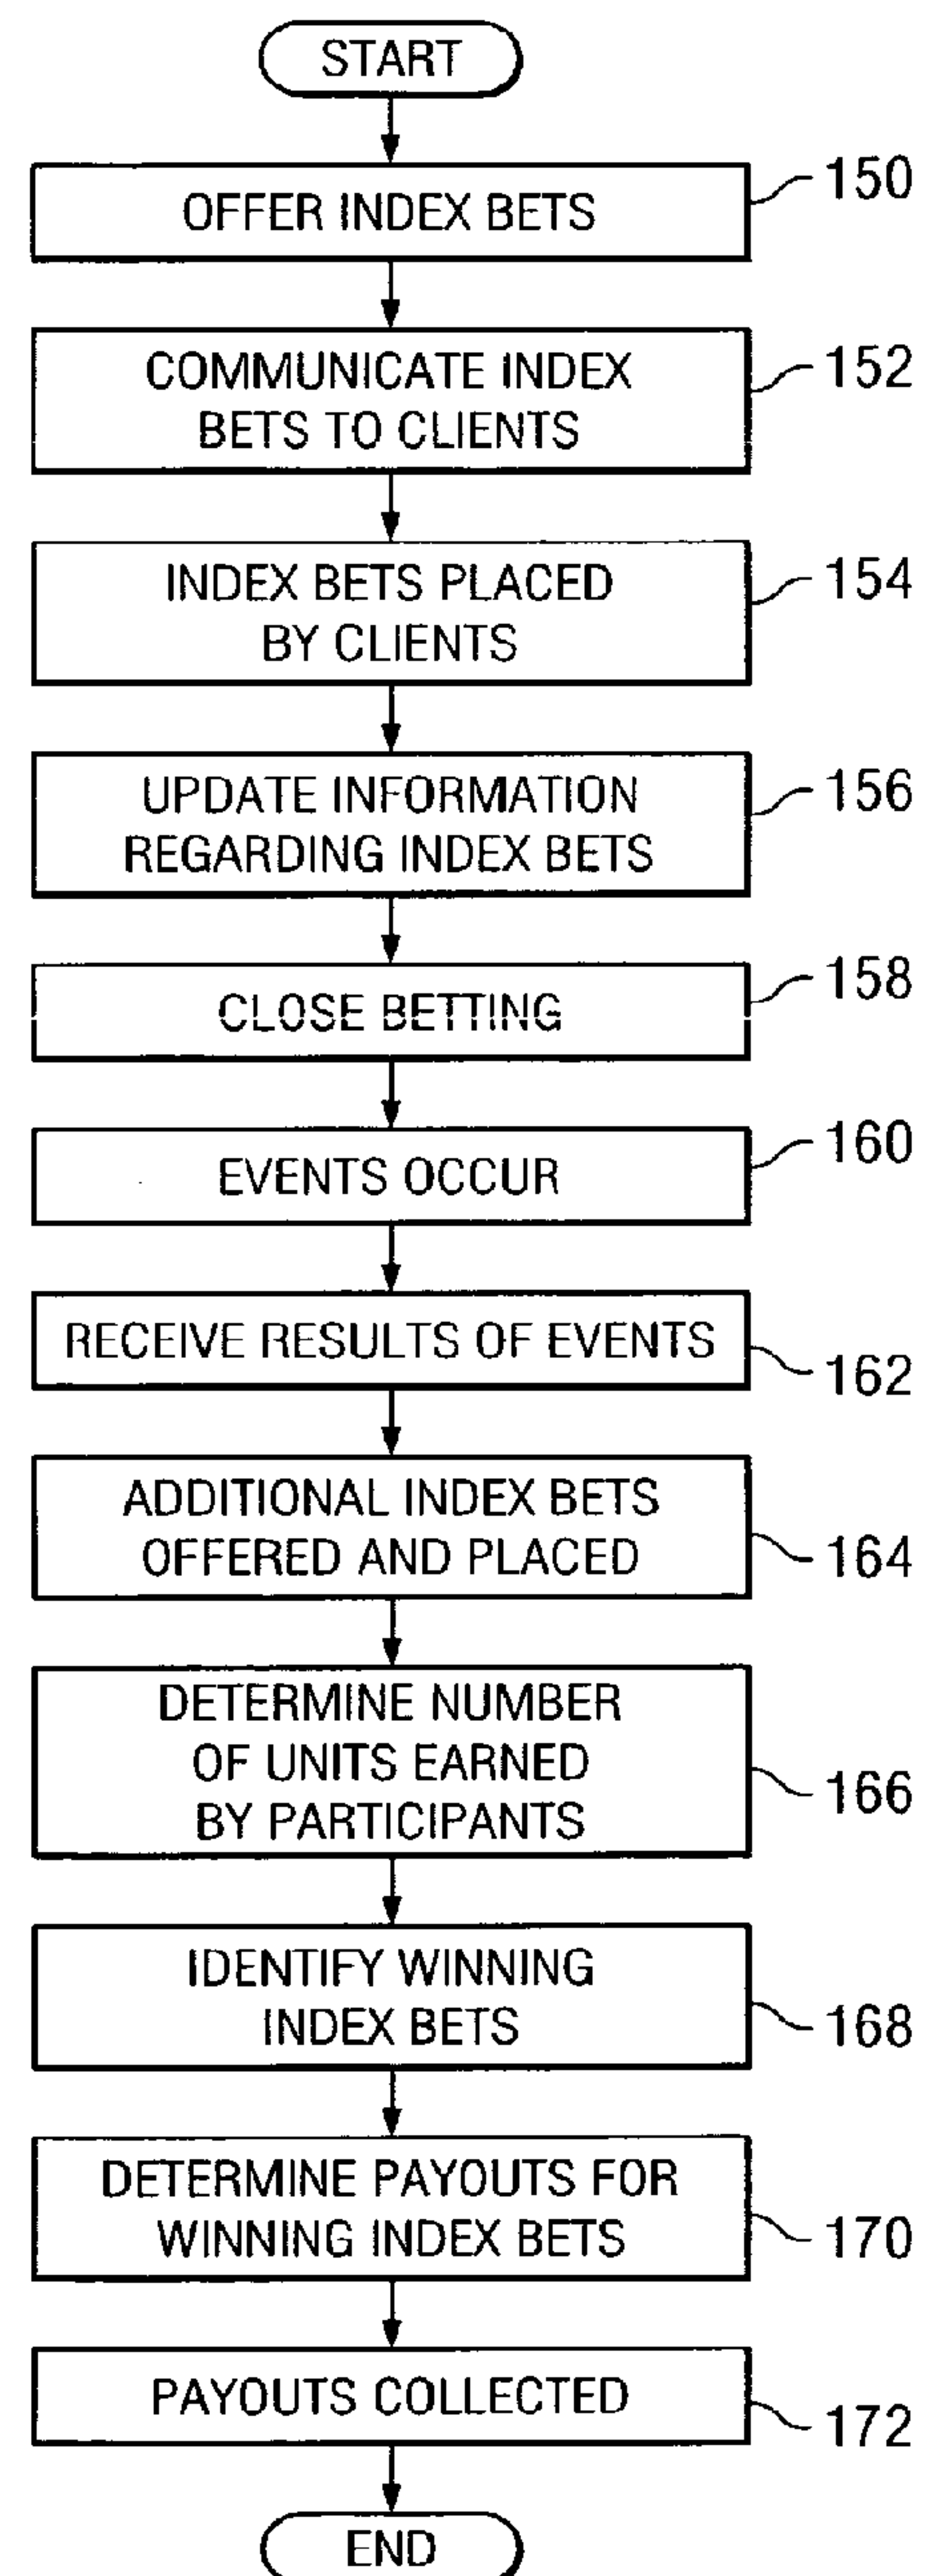 START
OFFER INDEX BETS
150
COMMUNICATE INDEX
BETS TO CLIENTS
152
INDEX BETS PLACED
BY CLIENTS
154
UPDATE INFORMATION
REGARDING INDEX BETS
156
CLOSE BETTING
158
EVENTS OCCUR
160
RECEIVE RESULTS OF EVENTS
162
ADDITIONAL INDEX BETS
OFFERED AND PLACED
164
DETERMINE NUMBER
OF UNITS EARNED
BY PARTICIPANTS
166
IDENTIFY WINNING
INDEX BETS
168
DETERMINE PAYOUTS FOR
WINNING INDEX BETS
170
PAYOUTS COLLECTED
172
END